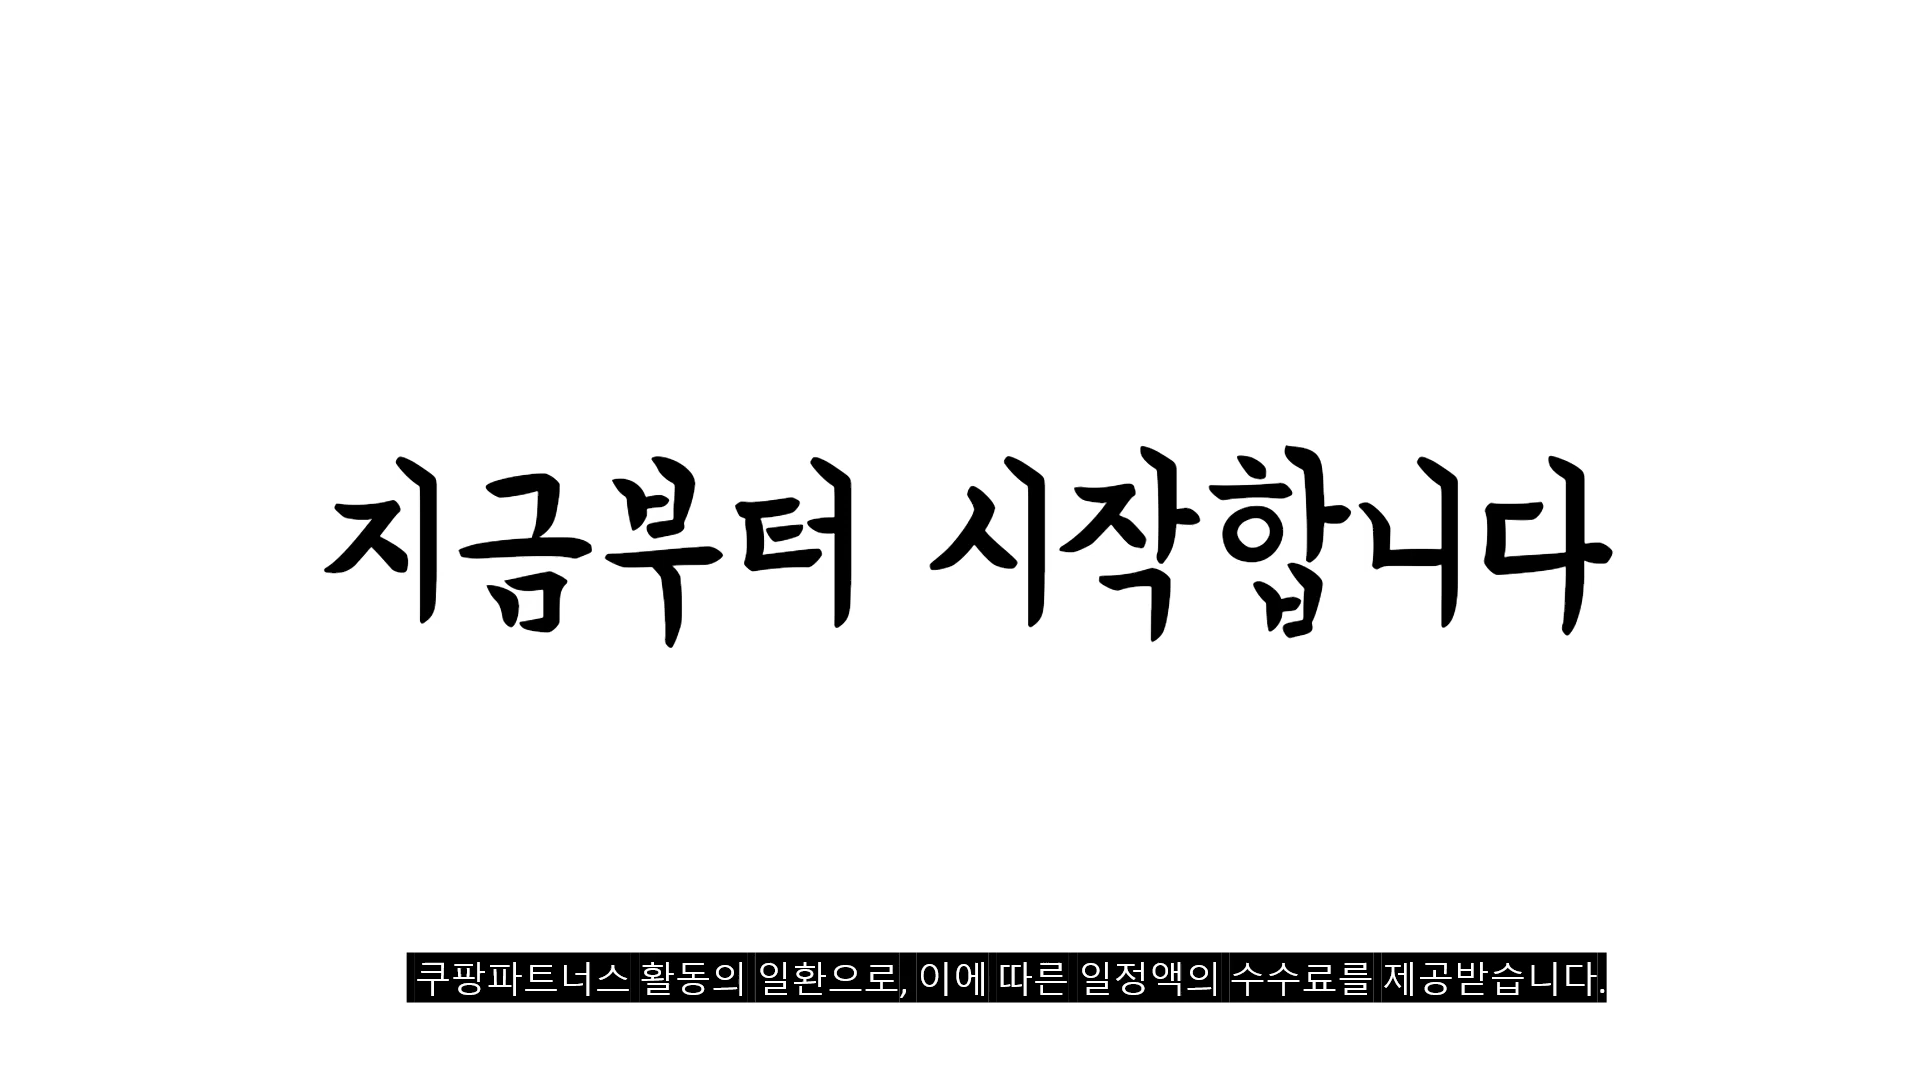 지금부터 시작합니다
쿠팡파트너스 활동의 일환으로, 이에 따른 일정액의 수수료를 제공받습니다.